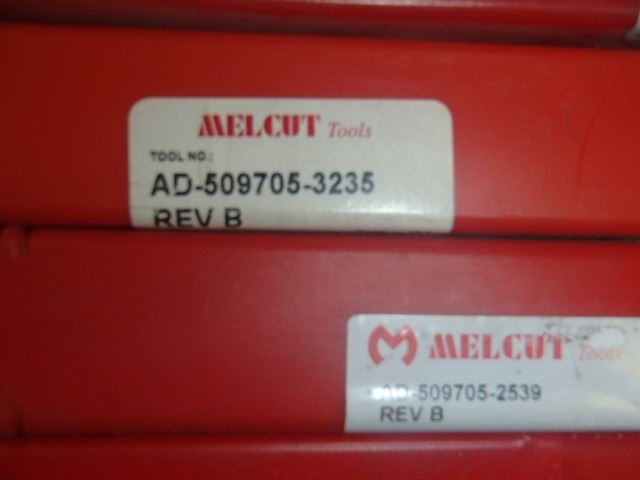 MELCUT Tools
TOOL NO.:
AD-509705-3235
REV B
MELCUT Tools
AD-509705-2539
REV B